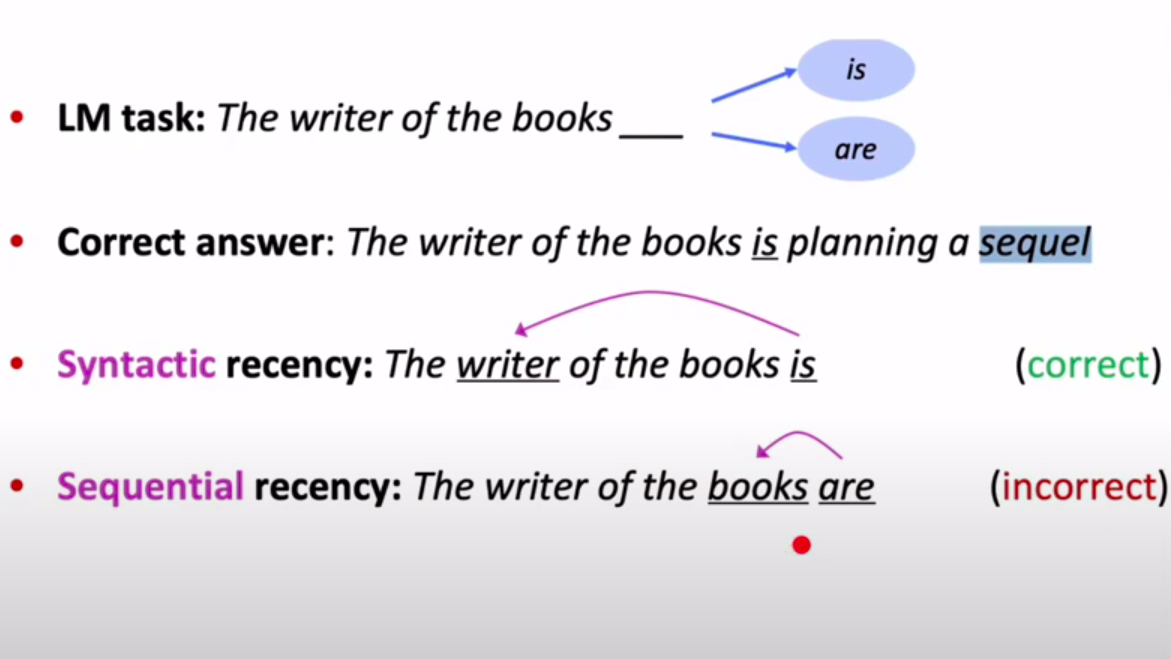 LM task: The writer of the books ___
is
are
Correct answer: The writer of the books is planning a sequel
Syntactic recency: The writer of the books is (correct)
Sequential recency: The writer of the books are (incorrect)